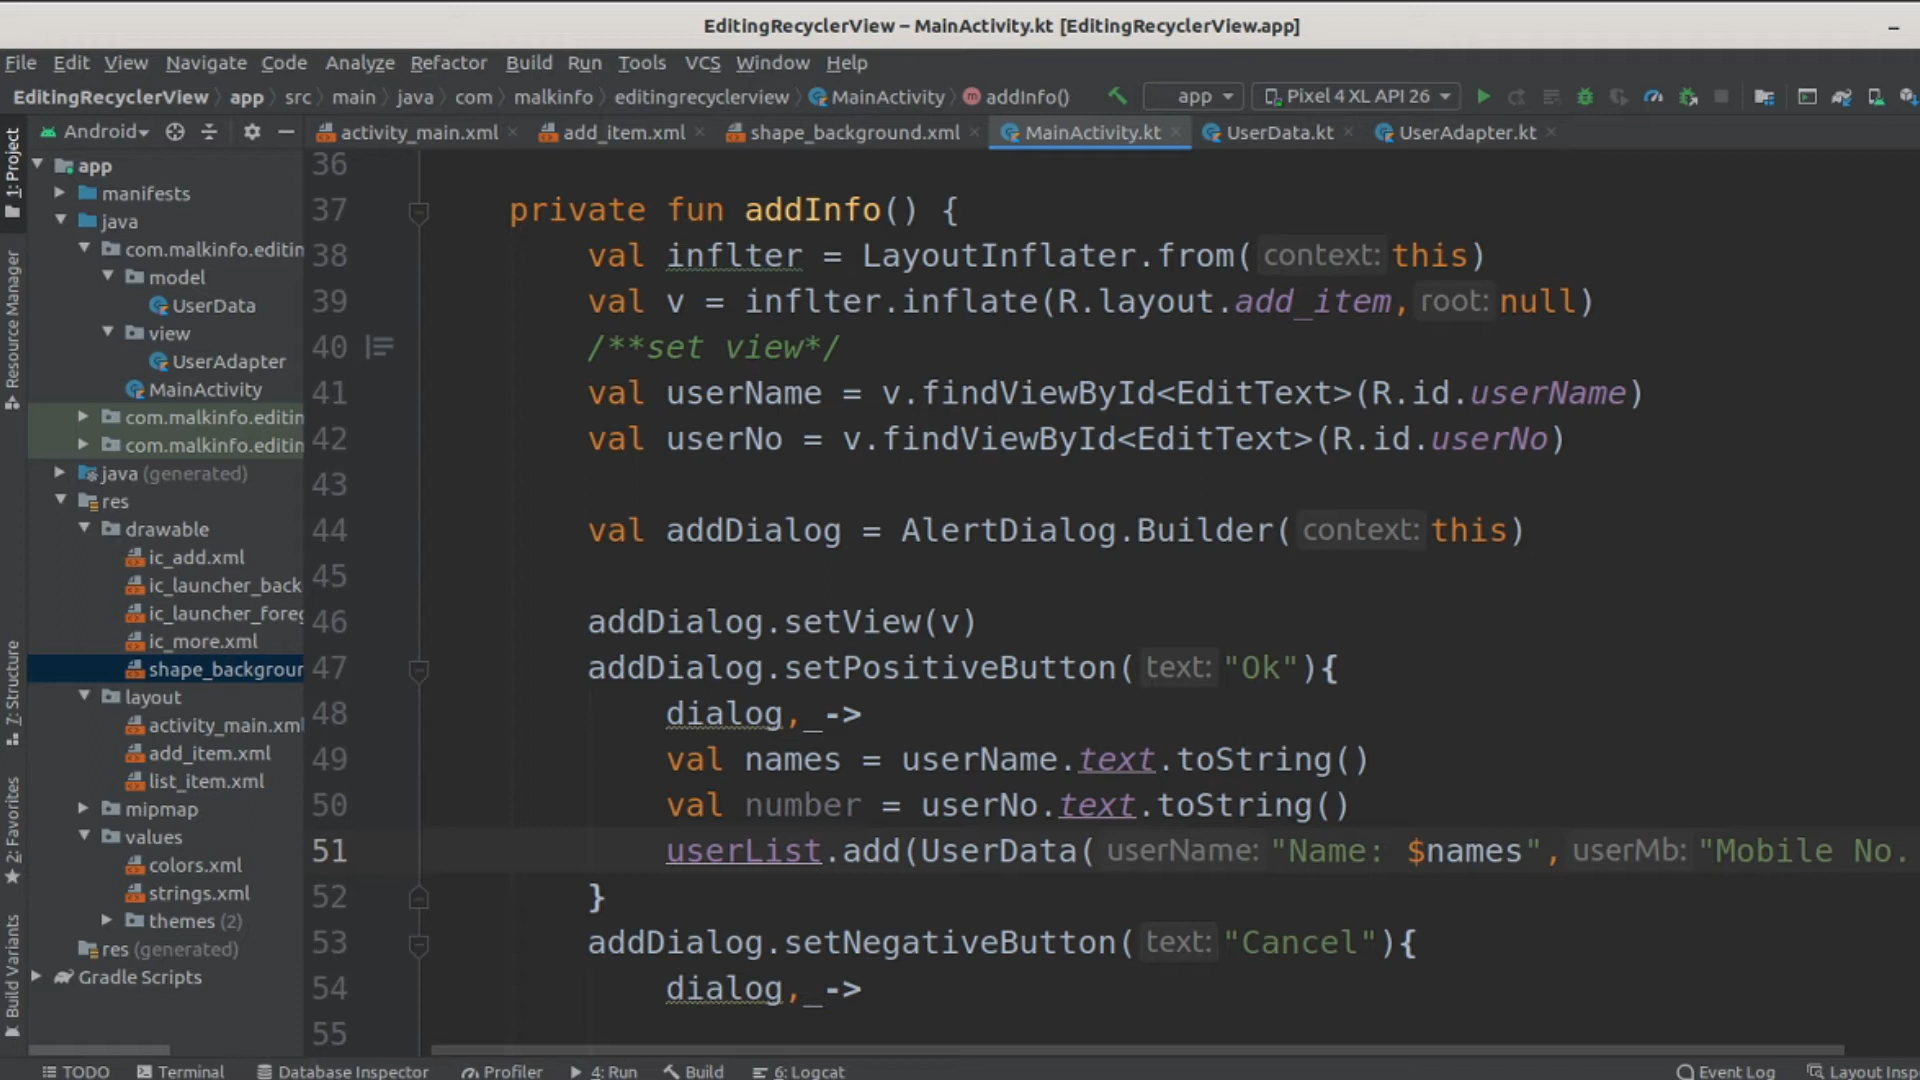 EditingRecyclerView – MainActivity.kt [EditingRecyclerView.app]
File Edit View Navigate Code Analyze Refactor Build Run Tools VCS Window Help
EditingRecyclerView app src main java com malkinfo editingrecyclerview MainActivity addInfo() app Pixel 4 XL API 26
Android activity_main.xml add_item.xml shape_background.xml MainActivity.kt UserData.kt UserAdapter.kt
1: Project
Resource Manager
7: Structure
2: Favorites
Build Variants
app
manifests
java
com.malkinfo.editin
model
UserData
view
UserAdapter
MainActivity
com.malkinfo.editin
com.malkinfo.editin
java (generated)
res
drawable
ic_add.xml
ic_launcher_back
ic_launcher_foreg
ic_more.xml
shape_backgroun
layout
activity_main.xml
add_item.xml
list_item.xml
mipmap
values
colors.xml
strings.xml
themes (2)
res (generated)
Gradle Scripts
36
37 private fun addInfo() {
38 val inflter = LayoutInflater.from( context: this)
39 val v = inflter.inflate(R.layout.add_item, root: null)
40 /**set view*/
41 val userName = v.findViewById<EditText>(R.id.userName)
42 val userNo = v.findViewById<EditText>(R.id.userNo)
43
44 val addDialog = AlertDialog.Builder( context: this)
45
46 addDialog.setView(v)
47 addDialog.setPositiveButton( text: "Ok"){
48 dialog,_->
49 val names = userName.text.toString()
50 val number = userNo.text.toString()
51 userList.add(UserData( userName: "Name: $names", userMb: "Mobile No.
52 }
53 addDialog.setNegativeButton( text: "Cancel"){
54 dialog,_->
55
TODO Terminal Database Inspector Profiler 4: Run Build 6: Logcat Event Log Layout Insp